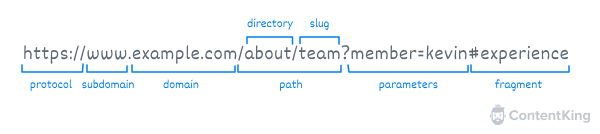 directory slug
https://www.example.com/about/team?member=kevin#experience
protocol subdomain domain path parameters fragment
ContentKing